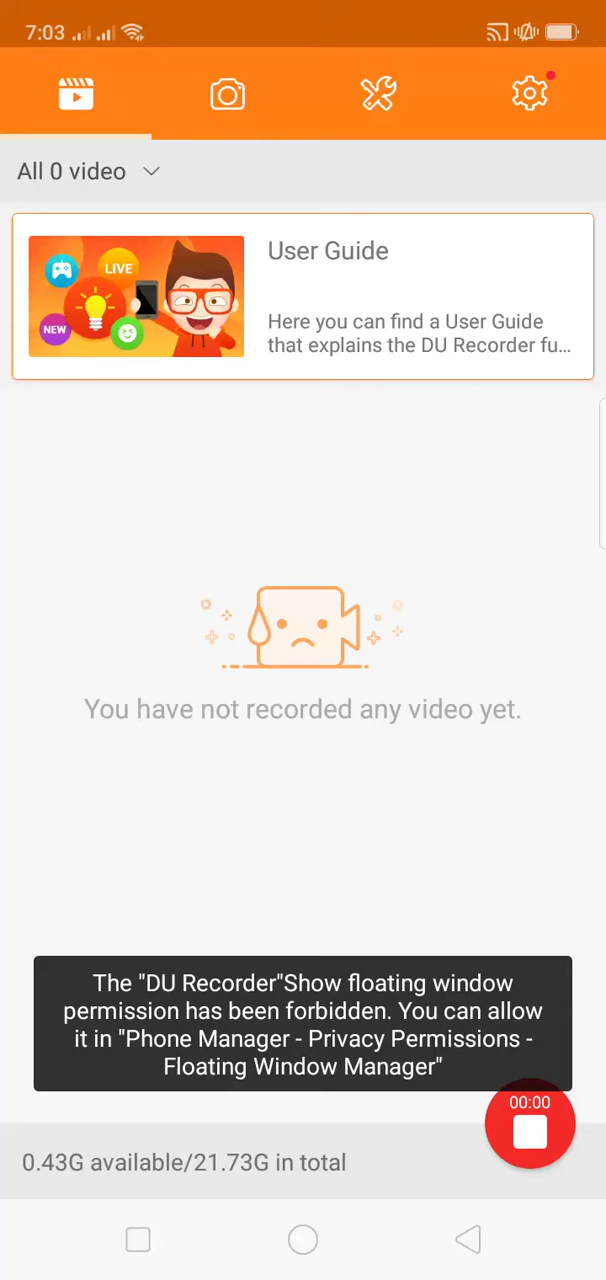 7:03
All 0 video
LIVE
NEW
User Guide
Here you can find a User Guide
that explains the DU Recorder fu...
You have not recorded any video yet.
The "DU Recorder"Show floating window
permission has been forbidden. You can allow
it in "Phone Manager - Privacy Permissions -
Floating Window Manager"
00:00
0.43G available/21.73G in total